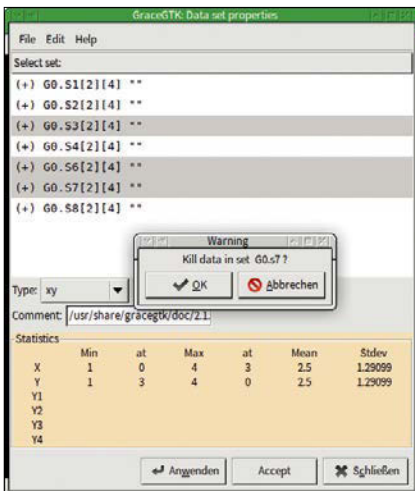 GraceGTK: Data set properties
File Edit Help
Select set:
(+) G0.S1[2][4] ""
(+) G0.S2[2][4] ""
(+) G0.S3[2][4] ""
(+) G0.S4[2][4] ""
(+) G0.S6[2][4] ""
(+) G0.S7[2][4] ""
(+) G0.S8[2][4] ""
Warning
Kill data in set G0.s7 ?
OK Abbrechen
Type: xy
Comment: /usr/share/gracegtk/doc/2.1.
Statistics
Min at Max at Mean Stdev
X 1 0 4 3 2.5 1.29099
Y 1 3 4 0 2.5 1.29099
Y1
Y2
Y3
Y4
Anwenden Accept Schließen